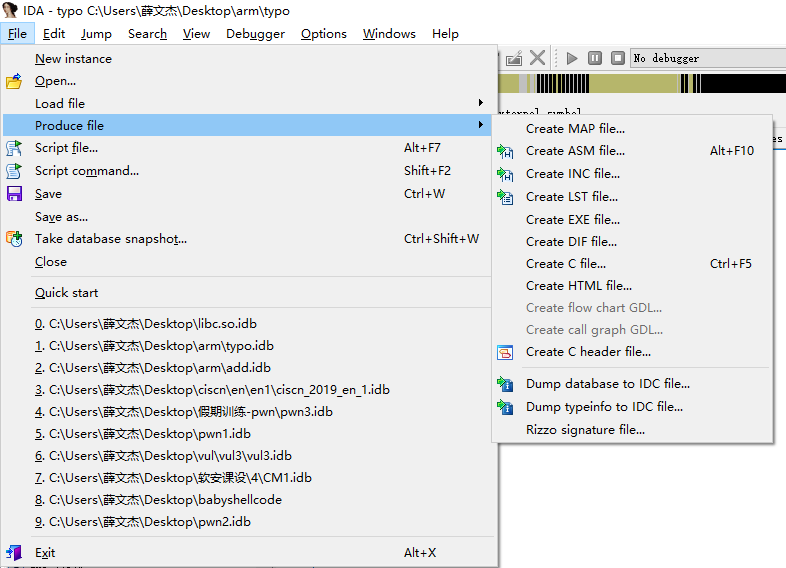 IDA - typo C:\Users\薛文杰\Desktop\arm\typo
File Edit Jump Search View Debugger Options Windows Help
No debugger
New instance
Open...
Load file
Produce file
Script file... Alt+F7
Script command... Shift+F2
Save Ctrl+W
Save as...
Take database snapshot... Ctrl+Shift+W
Close
Quick start
0. C:\Users\薛文杰\Desktop\libc.so.idb
1. C:\Users\薛文杰\Desktop\arm\typo.idb
2. C:\Users\薛文杰\Desktop\arm\add.idb
3. C:\Users\薛文杰\Desktop\ciscn\en\en1\ciscn_2019_en_1.idb
4. C:\Users\薛文杰\Desktop\假期训练-pwn\pwn3.idb
5. C:\Users\薛文杰\Desktop\pwn1.idb
6. C:\Users\薛文杰\Desktop\vul\vul3\vul3.idb
7. C:\Users\薛文杰\Desktop\软安课设\4\CM1.idb
8. C:\Users\薛文杰\Desktop\babyshellcode
9. C:\Users\薛文杰\Desktop\pwn2.idb
Exit Alt+X
Create MAP file...
Create ASM file... Alt+F10
Create INC file...
Create LST file...
Create EXE file...
Create DIF file...
Create C file... Ctrl+F5
Create HTML file...
Create flow chart GDL...
Create call graph GDL...
Create C header file...
Dump database to IDC file...
Dump typeinfo to IDC file...
Rizzo signature file...